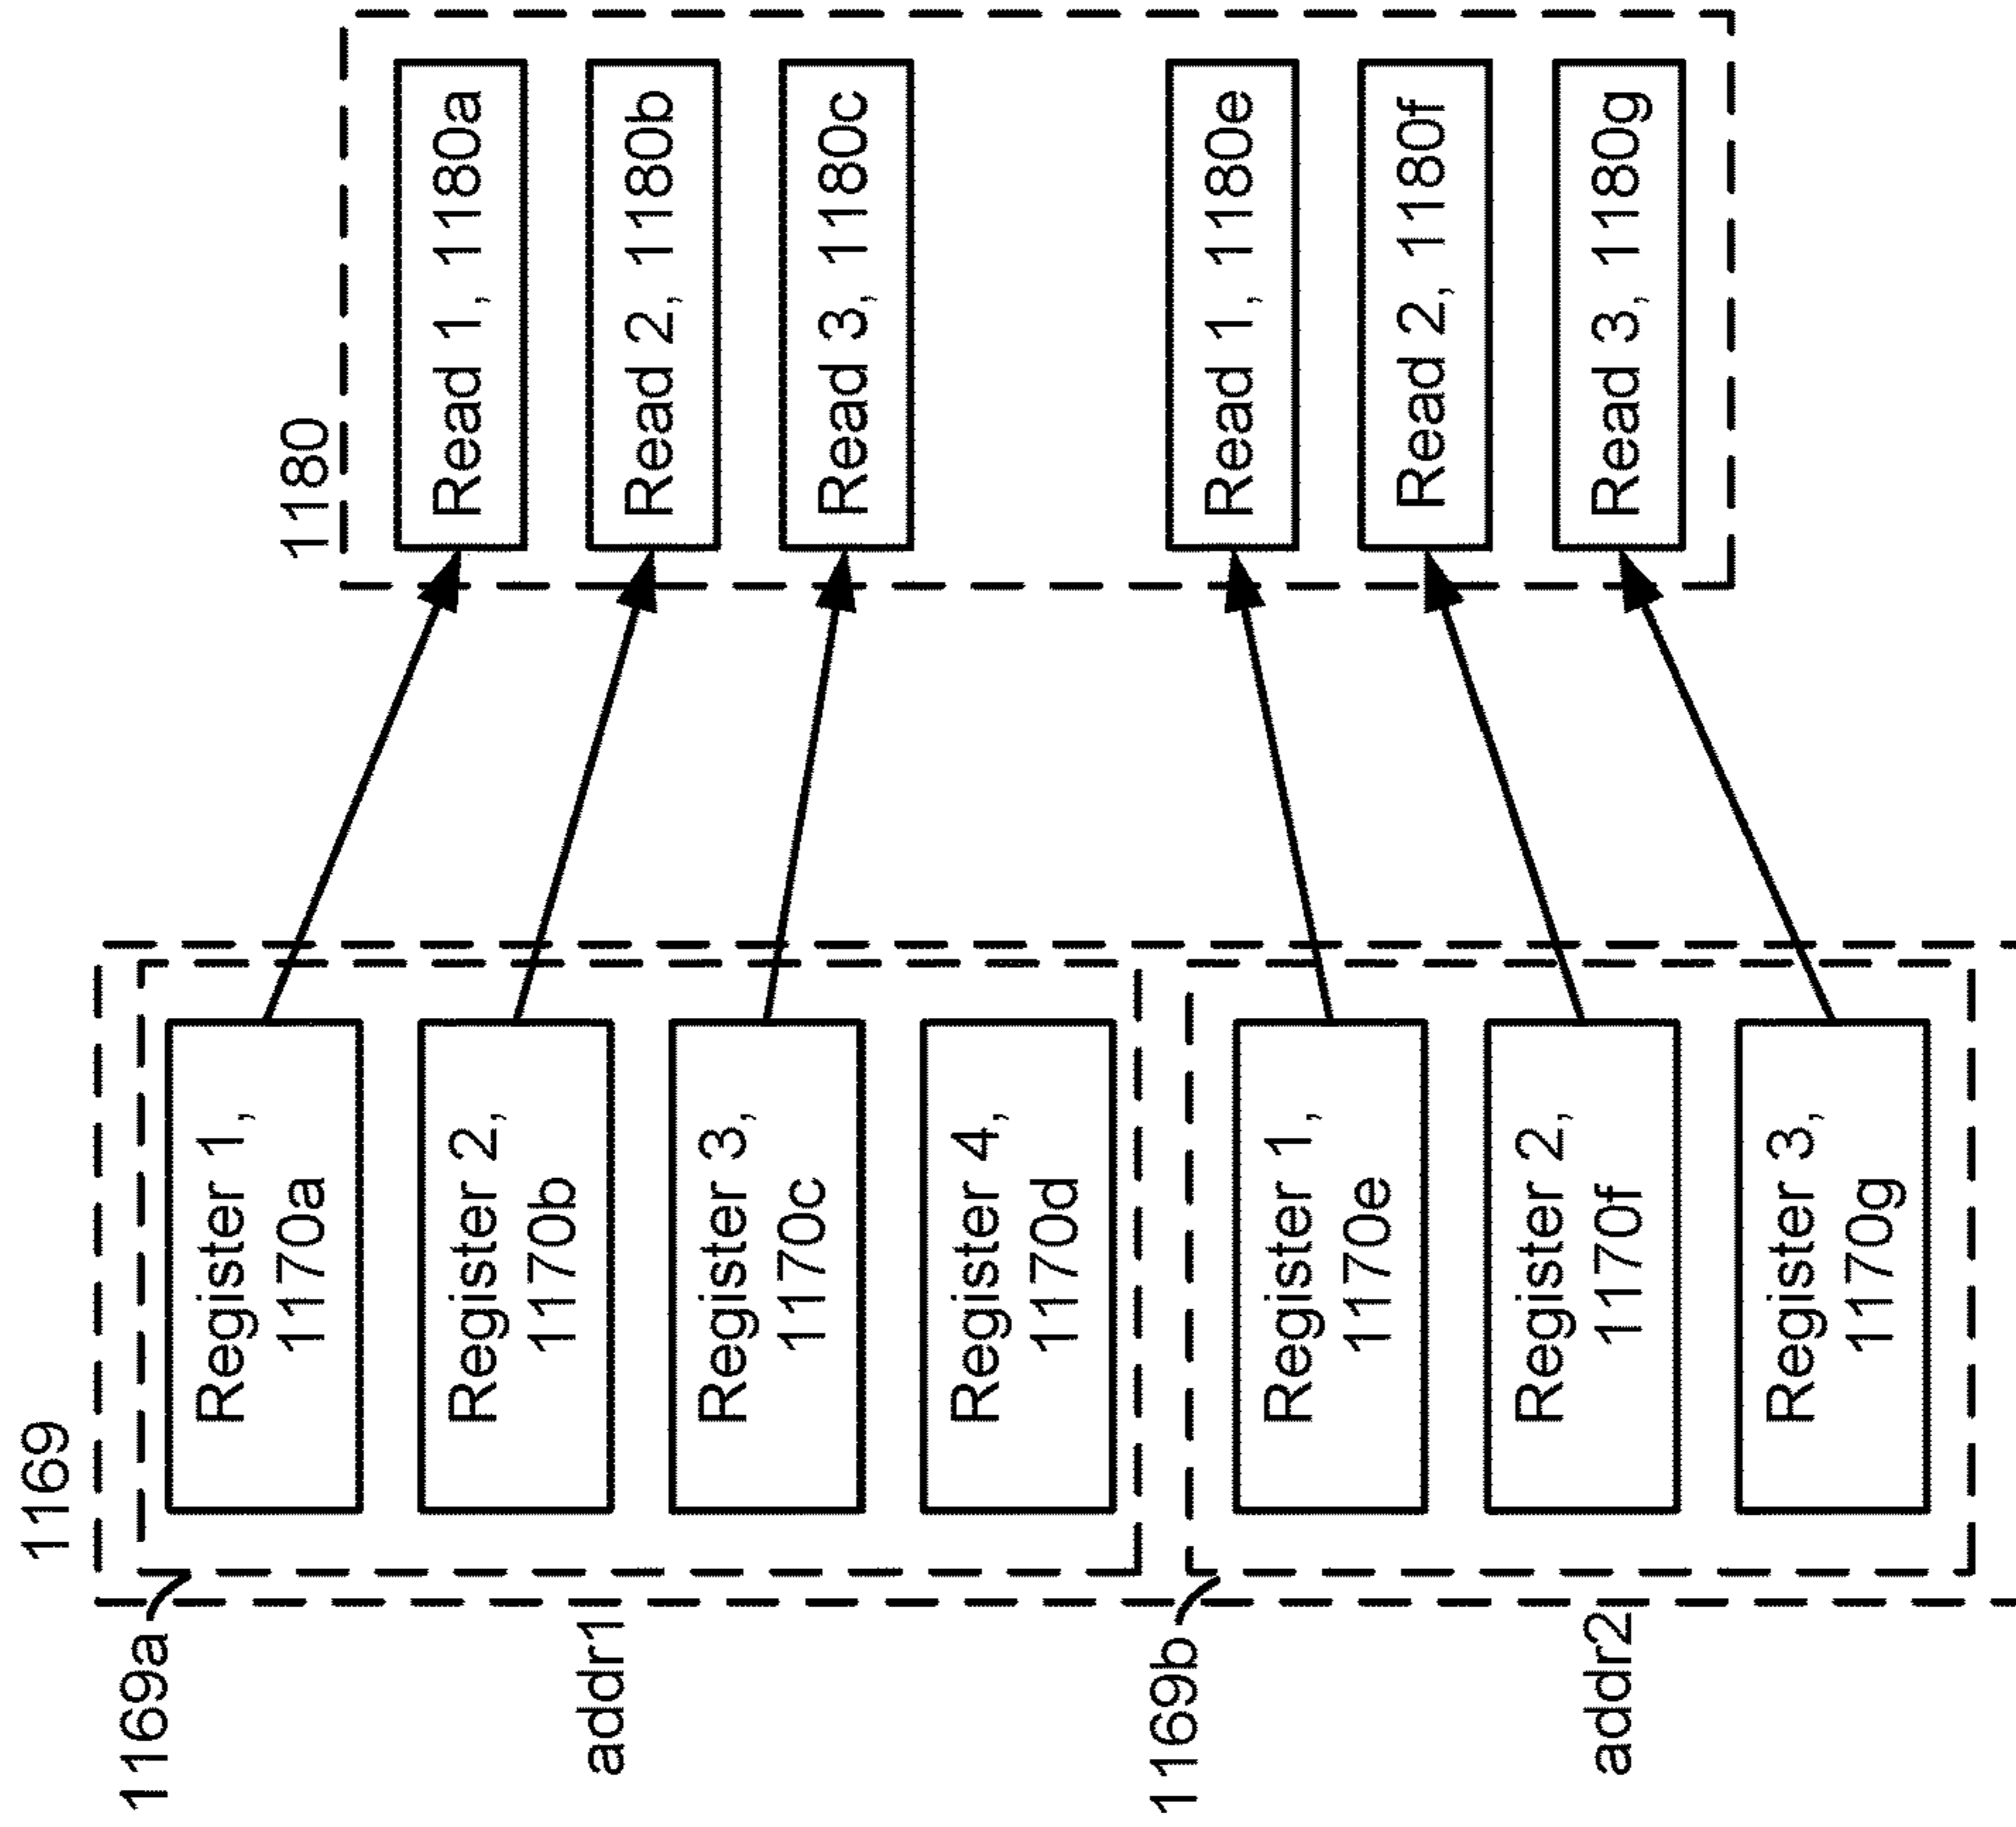 1169
1180
1169a
addr1
Register 1,
1170a
Register 2,
1170b
Register 3,
1170c
Register 4,
1170d
Read 1, 1180a
Read 2, 1180b
Read 3, 1180c
1169b
addr2
Register 1,
1170e
Register 2,
1170f
Register 3,
1170g
Read 1, 1180e
Read 2, 1180f
Read 3, 1180g